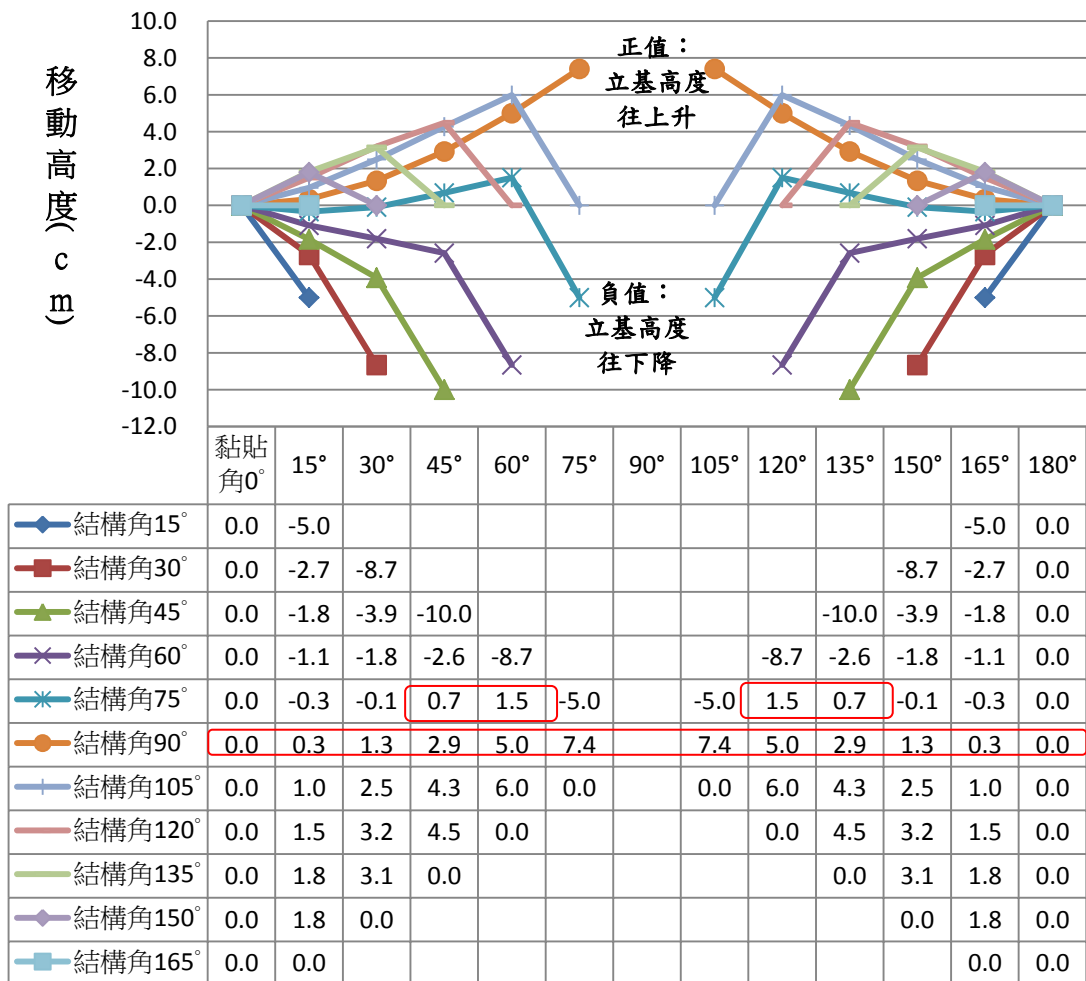 移動高度(cm)
10.0
8.0
6.0
4.0
2.0
0.0
-2.0
-4.0
-6.0
-8.0
-10.0
-12.0
正值：
立基高度
往上升
負值：
立基高度
往下降
黏貼角0° 15° 30° 45° 60° 75° 90° 105° 120° 135° 150° 165° 180°
結構角15° 0.0 -5.0 -5.0 0.0
結構角30° 0.0 -2.7 -8.7 -8.7 -2.7 0.0
結構角45° 0.0 -1.8 -3.9 -10.0 -10.0 -3.9 -1.8 0.0
結構角60° 0.0 -1.1 -1.8 -2.6 -8.7 -8.7 -2.6 -1.8 -1.1 0.0
結構角75° 0.0 -0.3 -0.1 0.7 1.5 -5.0 -5.0 1.5 0.7 -0.1 -0.3 0.0
結構角90° 0.0 0.3 1.3 2.9 5.0 7.4 7.4 5.0 2.9 1.3 0.3 0.0
結構角105° 0.0 1.0 2.5 4.3 6.0 0.0 0.0 6.0 4.3 2.5 1.0 0.0
結構角120° 0.0 1.5 3.2 4.5 0.0 0.0 4.5 3.2 1.5 0.0
結構角135° 0.0 1.8 3.1 0.0 0.0 3.1 1.8 0.0
結構角150° 0.0 1.8 0.0 0.0 1.8 0.0
結構角165° 0.0 0.0 0.0 0.0